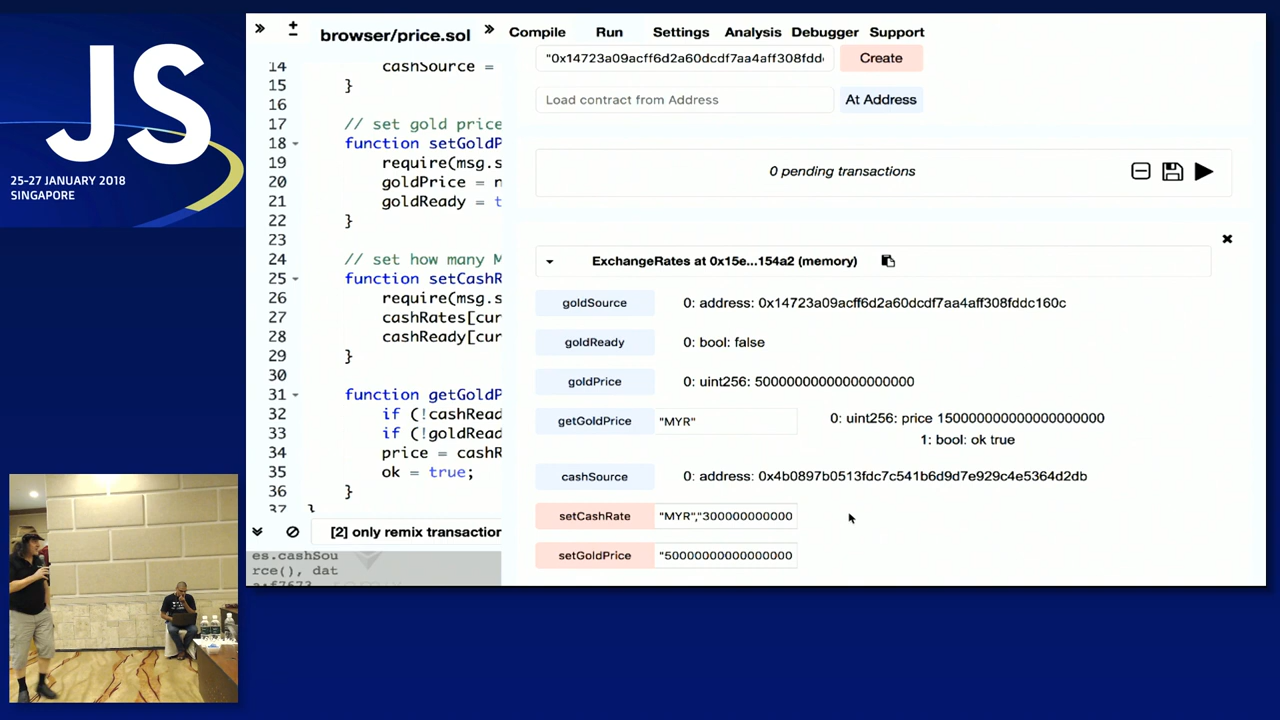 JS
25-27 JANUARY 2018
SINGAPORE
browser/price.sol
Compile Run Settings Analysis Debugger Support
14 cashSource =
15 }
16
17 // set gold price
18 function setGoldP
19 require(msg.s
20 goldPrice = n
21 goldReady = t
22 }
23
24 // set how many M
25 function setCashR
26 require(msg.s
27 cashRates[cur
28 cashReady[cur
29 }
30
31 function getGoldP
32 if (!cashRead
33 if (!goldRead
34 price = cashR
35 ok = true;
36 }
37
[2] only remix transaction
es.cashSou
rce(), dat
"0x14723a09acff6d2a60dcdf7aa4aff308fddc
Create
Load contract from Address
At Address
0 pending transactions
ExchangeRates at 0x15e...154a2 (memory)
goldSource 0: address: 0x14723a09acff6d2a60dcdf7aa4aff308fddc160c
goldReady 0: bool: false
goldPrice 0: uint256: 50000000000000000000
getGoldPrice "MYR" 0: uint256: price 150000000000000000000
1: bool: ok true
cashSource 0: address: 0x4b0897b0513fdc7c541b6d9d7e929c4e5364d2db
setCashRate "MYR","300000000000
setGoldPrice "50000000000000000